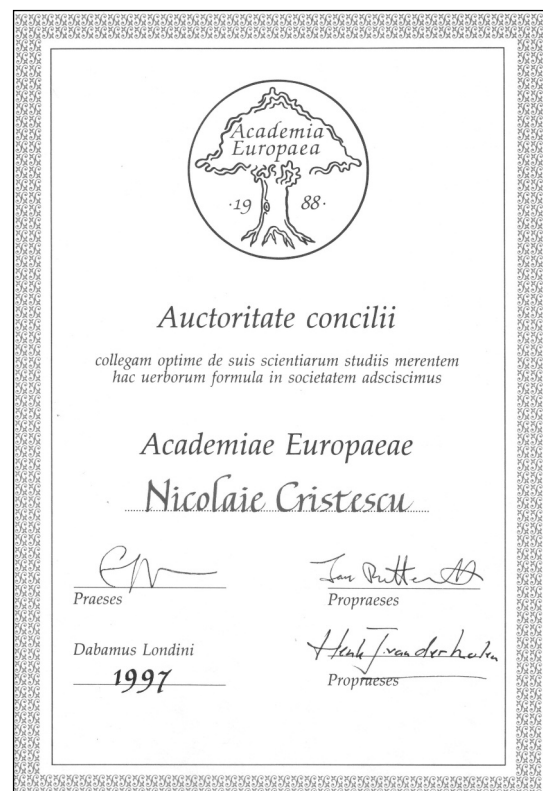 Academia
Europaea
·19 88·
Auctoritate concilii
collegam optime de suis scientiarum studiis merentem
hac uerborum formula in societatem adsciscimus
Academiae Europaeae
Nicolaie Cristescu
Praeses
Propraeses
Dabamus Londini
1997
Propraeses